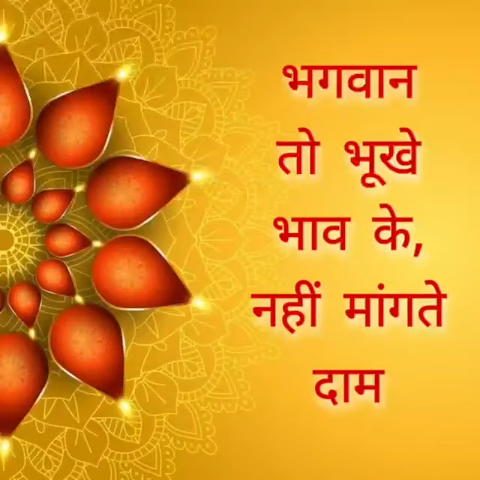 भगवान
तो भूखे
भाव के,
नहीं मांगते
दाम